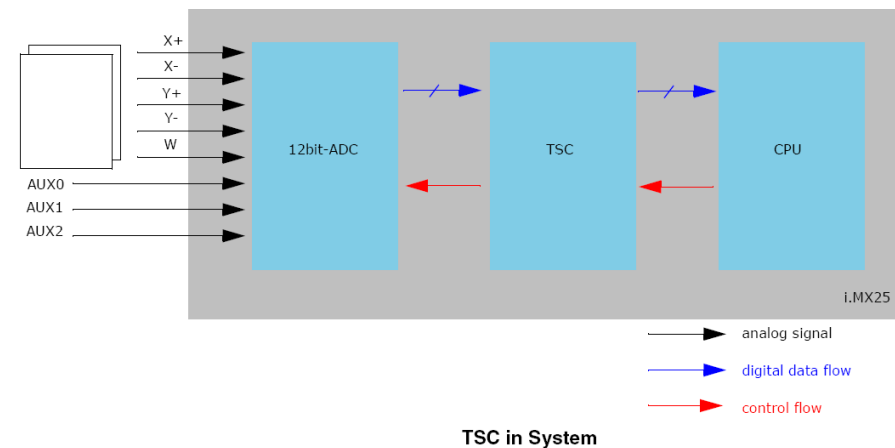 X+
X-
Y+
Y-
W
AUX0
AUX1
AUX2
12bit-ADC
TSC
CPU
i.MX25
analog signal
digital data flow
control flow
TSC in System